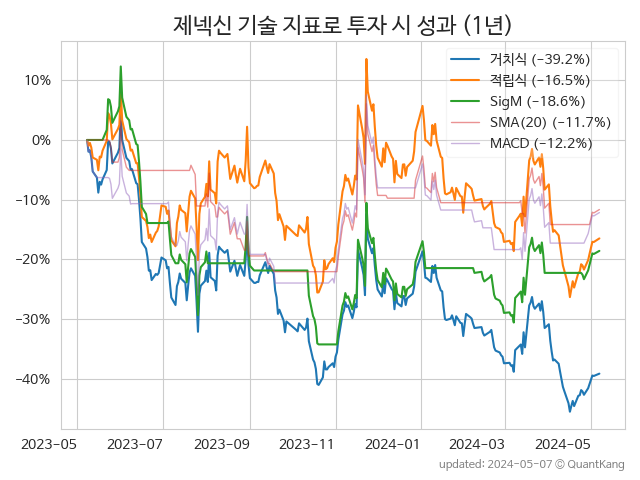 제넥신 기술 지표로 투자 시 성과 (1년)
거치식 (−39.2%)
적립식 (−16.5%)
SigM (−18.6%)
SMA(20) (−11.7%)
MACD (−12.2%)
10%
0%
−10%
−20%
−30%
−40%
2023-05 2023-07 2023-09 2023-11 2024-01 2024-03 2024-05
updated: 2024-05-07 © QuantKang